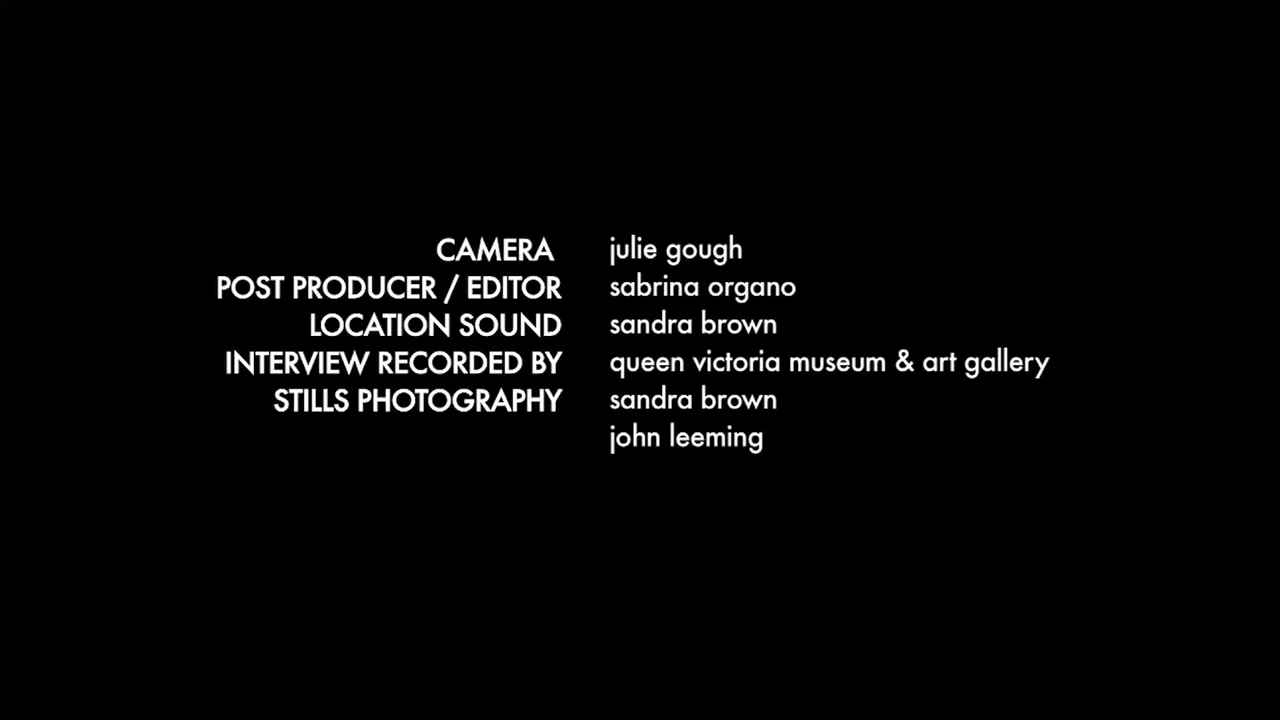 CAMERA julie gough
POST PRODUCER / EDITOR sabrina organo
LOCATION SOUND sandra brown
INTERVIEW RECORDED BY queen victoria museum & art gallery
STILLS PHOTOGRAPHY sandra brown
john leeming